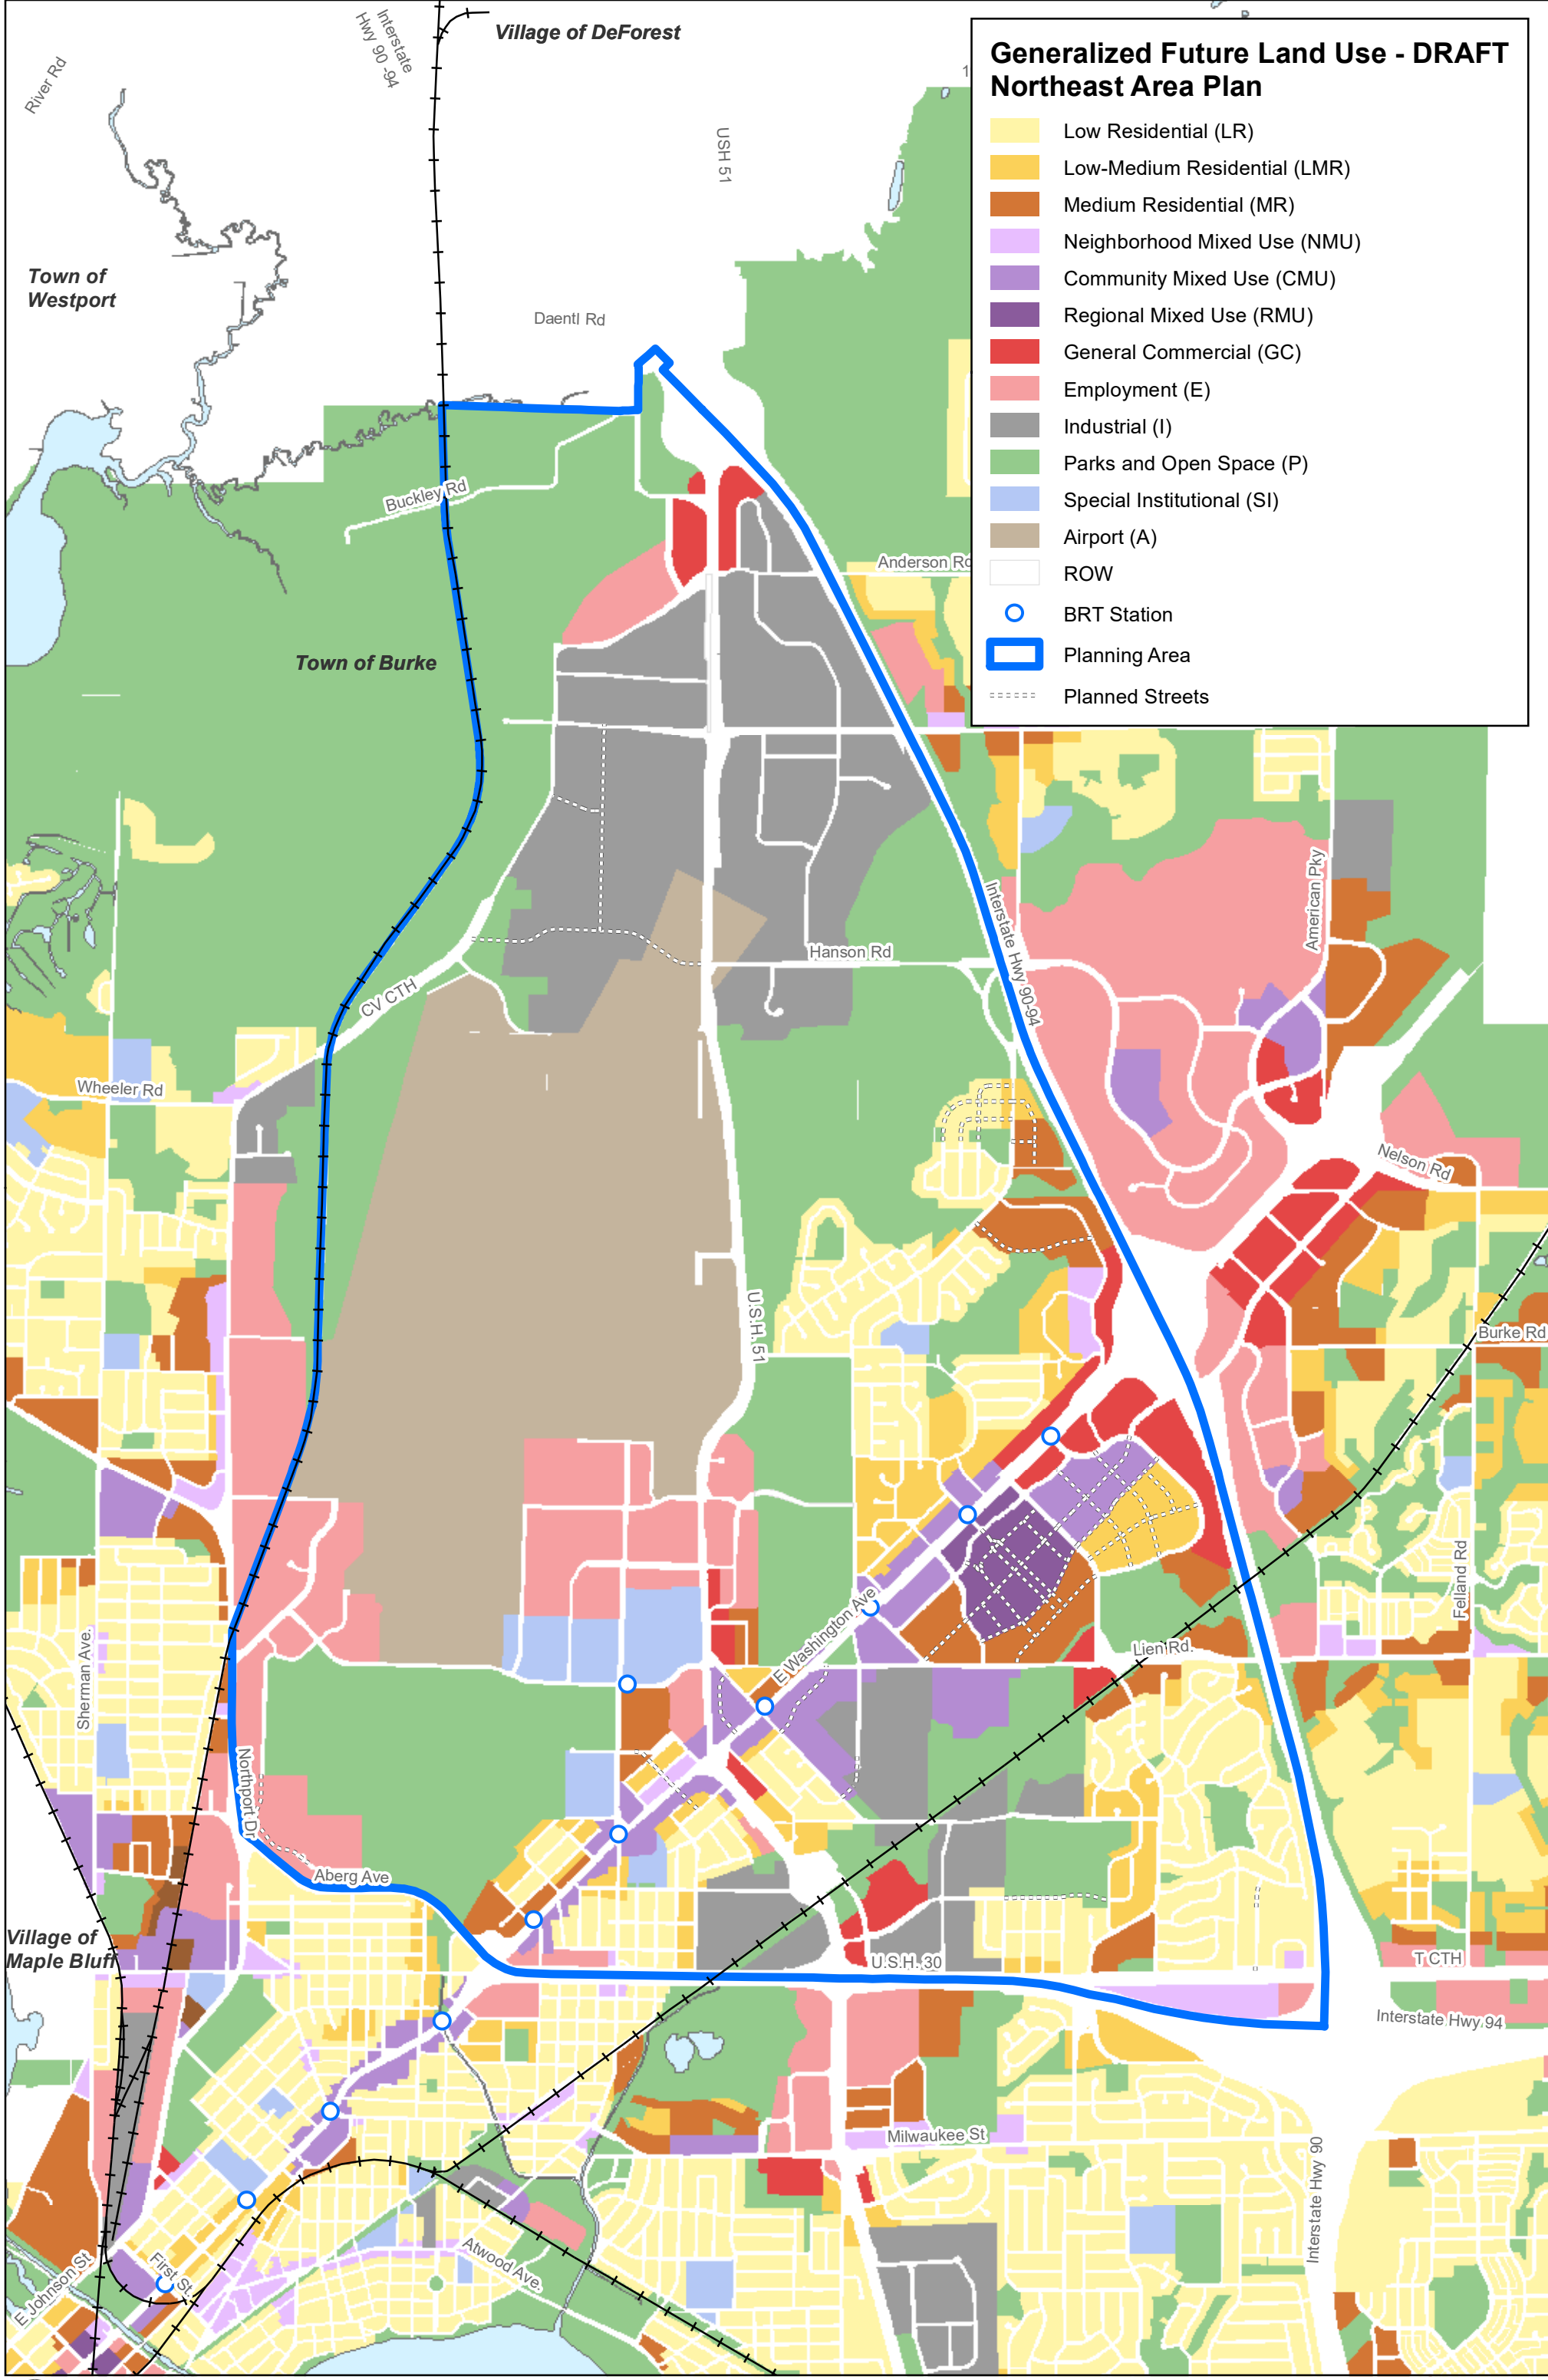 Generalized Future Land Use - DRAFT
Northeast Area Plan
Low Residential (LR)
Low-Medium Residential (LMR)
Medium Residential (MR)
Neighborhood Mixed Use (NMU)
Community Mixed Use (CMU)
Regional Mixed Use (RMU)
General Commercial (GC)
Employment (E)
Industrial (I)
Parks and Open Space (P)
Special Institutional (SI)
Airport (A)
ROW
BRT Station
Planning Area
Planned Streets
River Rd
Interstate
Hwy 90 -94
Village of DeForest
USH 51
Town of
Westport
Daentl Rd
Buckley Rd
Anderson Rd
Town of Burke
American Pky
Interstate Hwy 90-94
Hanson Rd
CV CTH
Wheeler Rd
Nelson Rd
U.S.H. 51
Burke Rd
Felland Rd
E Washington Ave
Lien Rd.
Sherman Ave.
Northport Dr
Aberg Ave
Village of
Maple Bluff
U.S.H. 30
T CTH
Interstate Hwy 94
Milwaukee St
Interstate Hwy 90
Atwood Ave.
First St.
E Johnson St